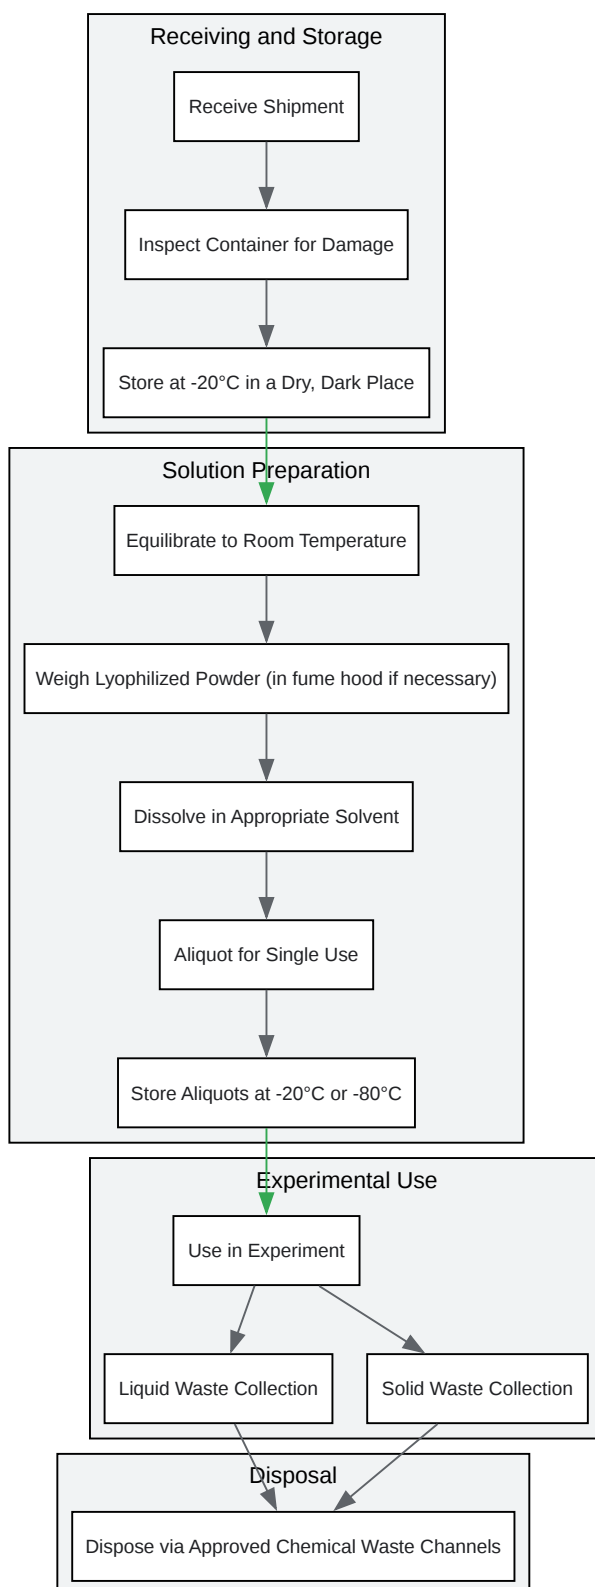 Receiving and Storage
Receive Shipment
Inspect Container for Damage
Store at -20°C in a Dry, Dark Place
Solution Preparation
Equilibrate to Room Temperature
Weigh Lyophilized Powder (in fume hood if necessary)
Dissolve in Appropriate Solvent
Aliquot for Single Use
Store Aliquots at -20°C or -80°C
Experimental Use
Use in Experiment
Liquid Waste Collection
Solid Waste Collection
Disposal
Dispose via Approved Chemical Waste Channels